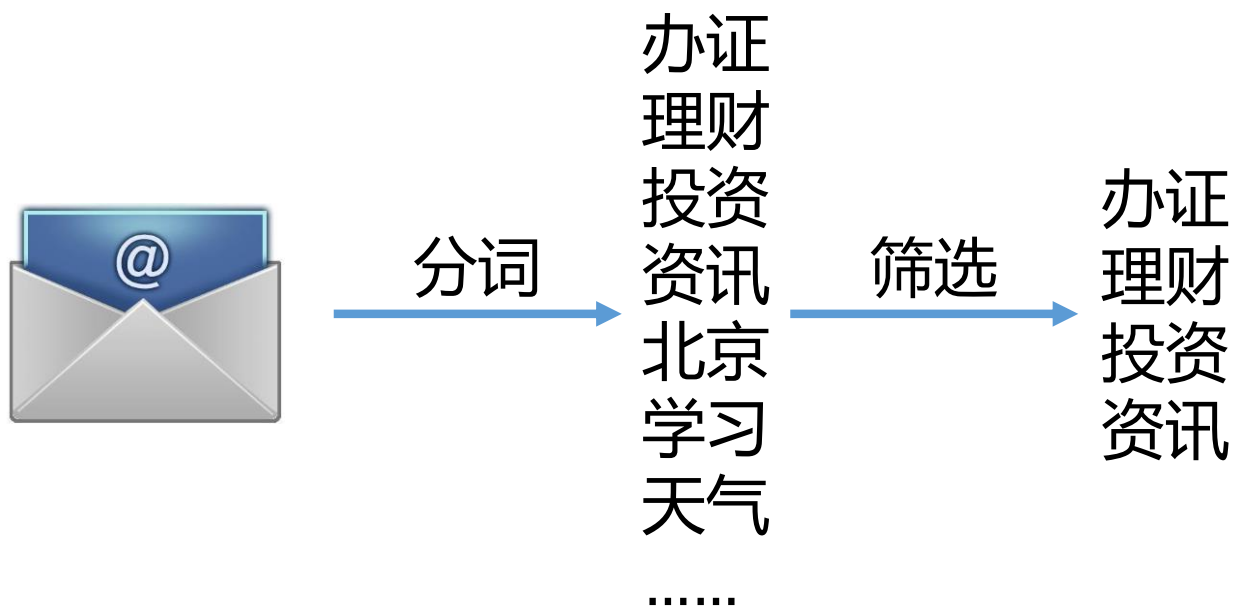 @
分词
办证
理财
投资
资讯
北京
学习
天气
……
筛选
办证
理财
投资
资讯